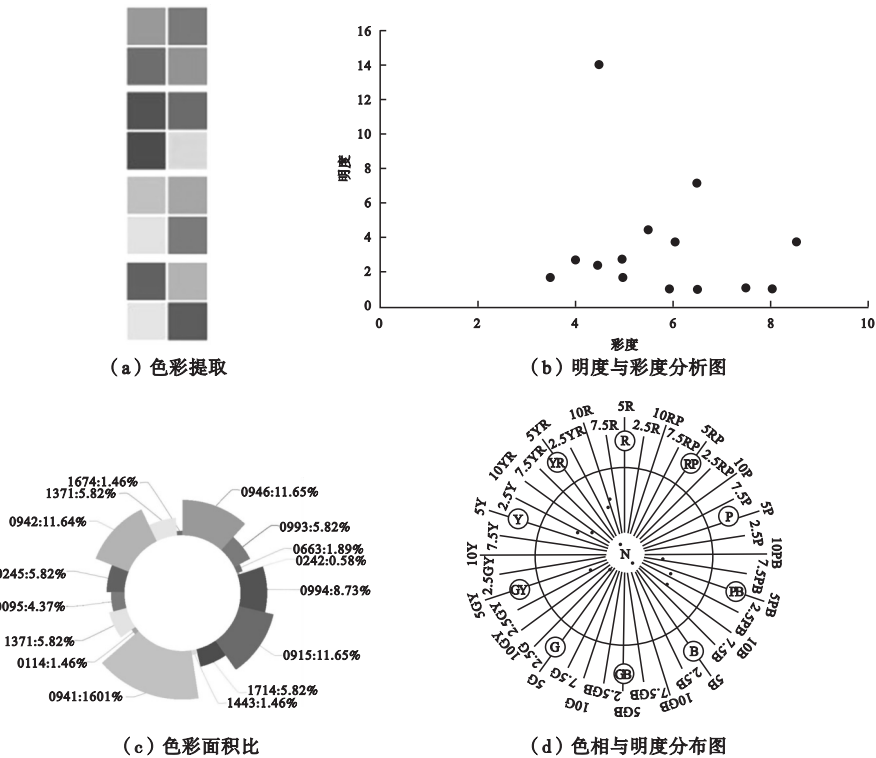 16
14
12
10
8
6
4
2
0
明度
0 2 4 6 8 10
彩度
（a）色彩提取
（b）明度与彩度分析图
1674:1.46%
1371:5.82%
0942:11.64%
0946:11.65%
0993:5.82%
0663:1.89%
0242:0.58%
0994:8.73%
0915:11.65%
1714:5.82%
1443:1.46%
0941:1601%
0114:1.46%
1371:5.82%
0095:4.37%
0245:5.82%
（c）色彩面积比
5R
2.5R
10RP
7.5RP
5RP
2.5RP
10P
7.5P
5P
2.5P
10PB
7.5PB
5PB
2.5PB
10B
7.5B
5B
2.5B
10GB
7.5GB
5GB
2.5GB
10G
7.5G
5G
2.5G
10GY
2.5GY
5GY
2.5GY
10Y
7.5Y
5Y
2.5Y
10YR
7.5YR
5YR
2.5YR
10R
7.5R
R
RP
P
PB
B
GB
G
GY
Y
YR
N
（d）色相与明度分布图